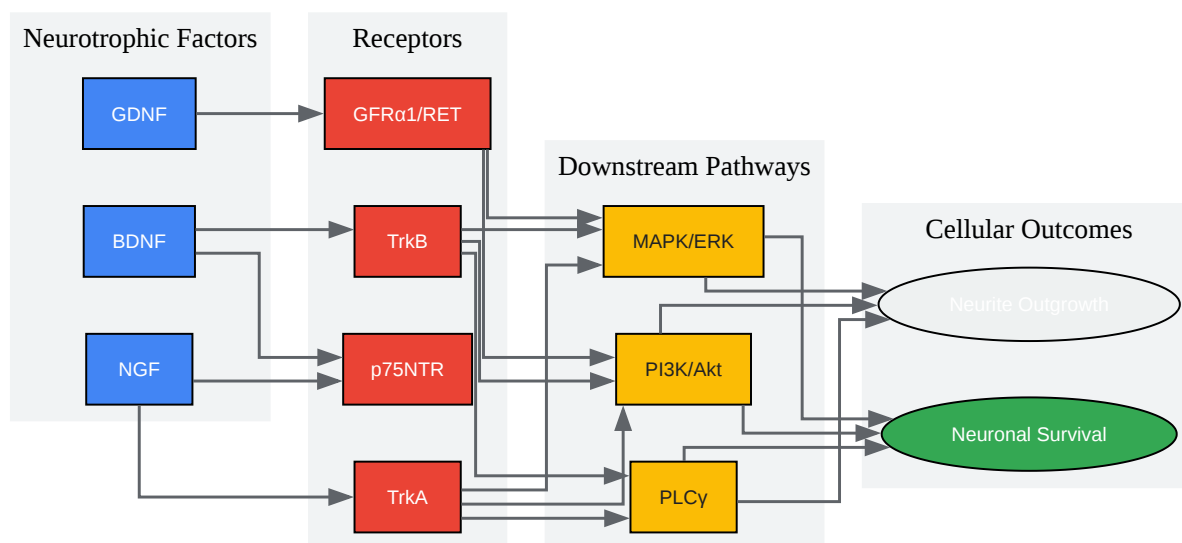 Neurotrophic Factors
GDNF
BDNF
NGF
Receptors
GFRα1/RET
TrkB
p75NTR
TrkA
Downstream Pathways
MAPK/ERK
PI3K/Akt
PLCγ
Cellular Outcomes
Neurite Outgrowth
Neuronal Survival